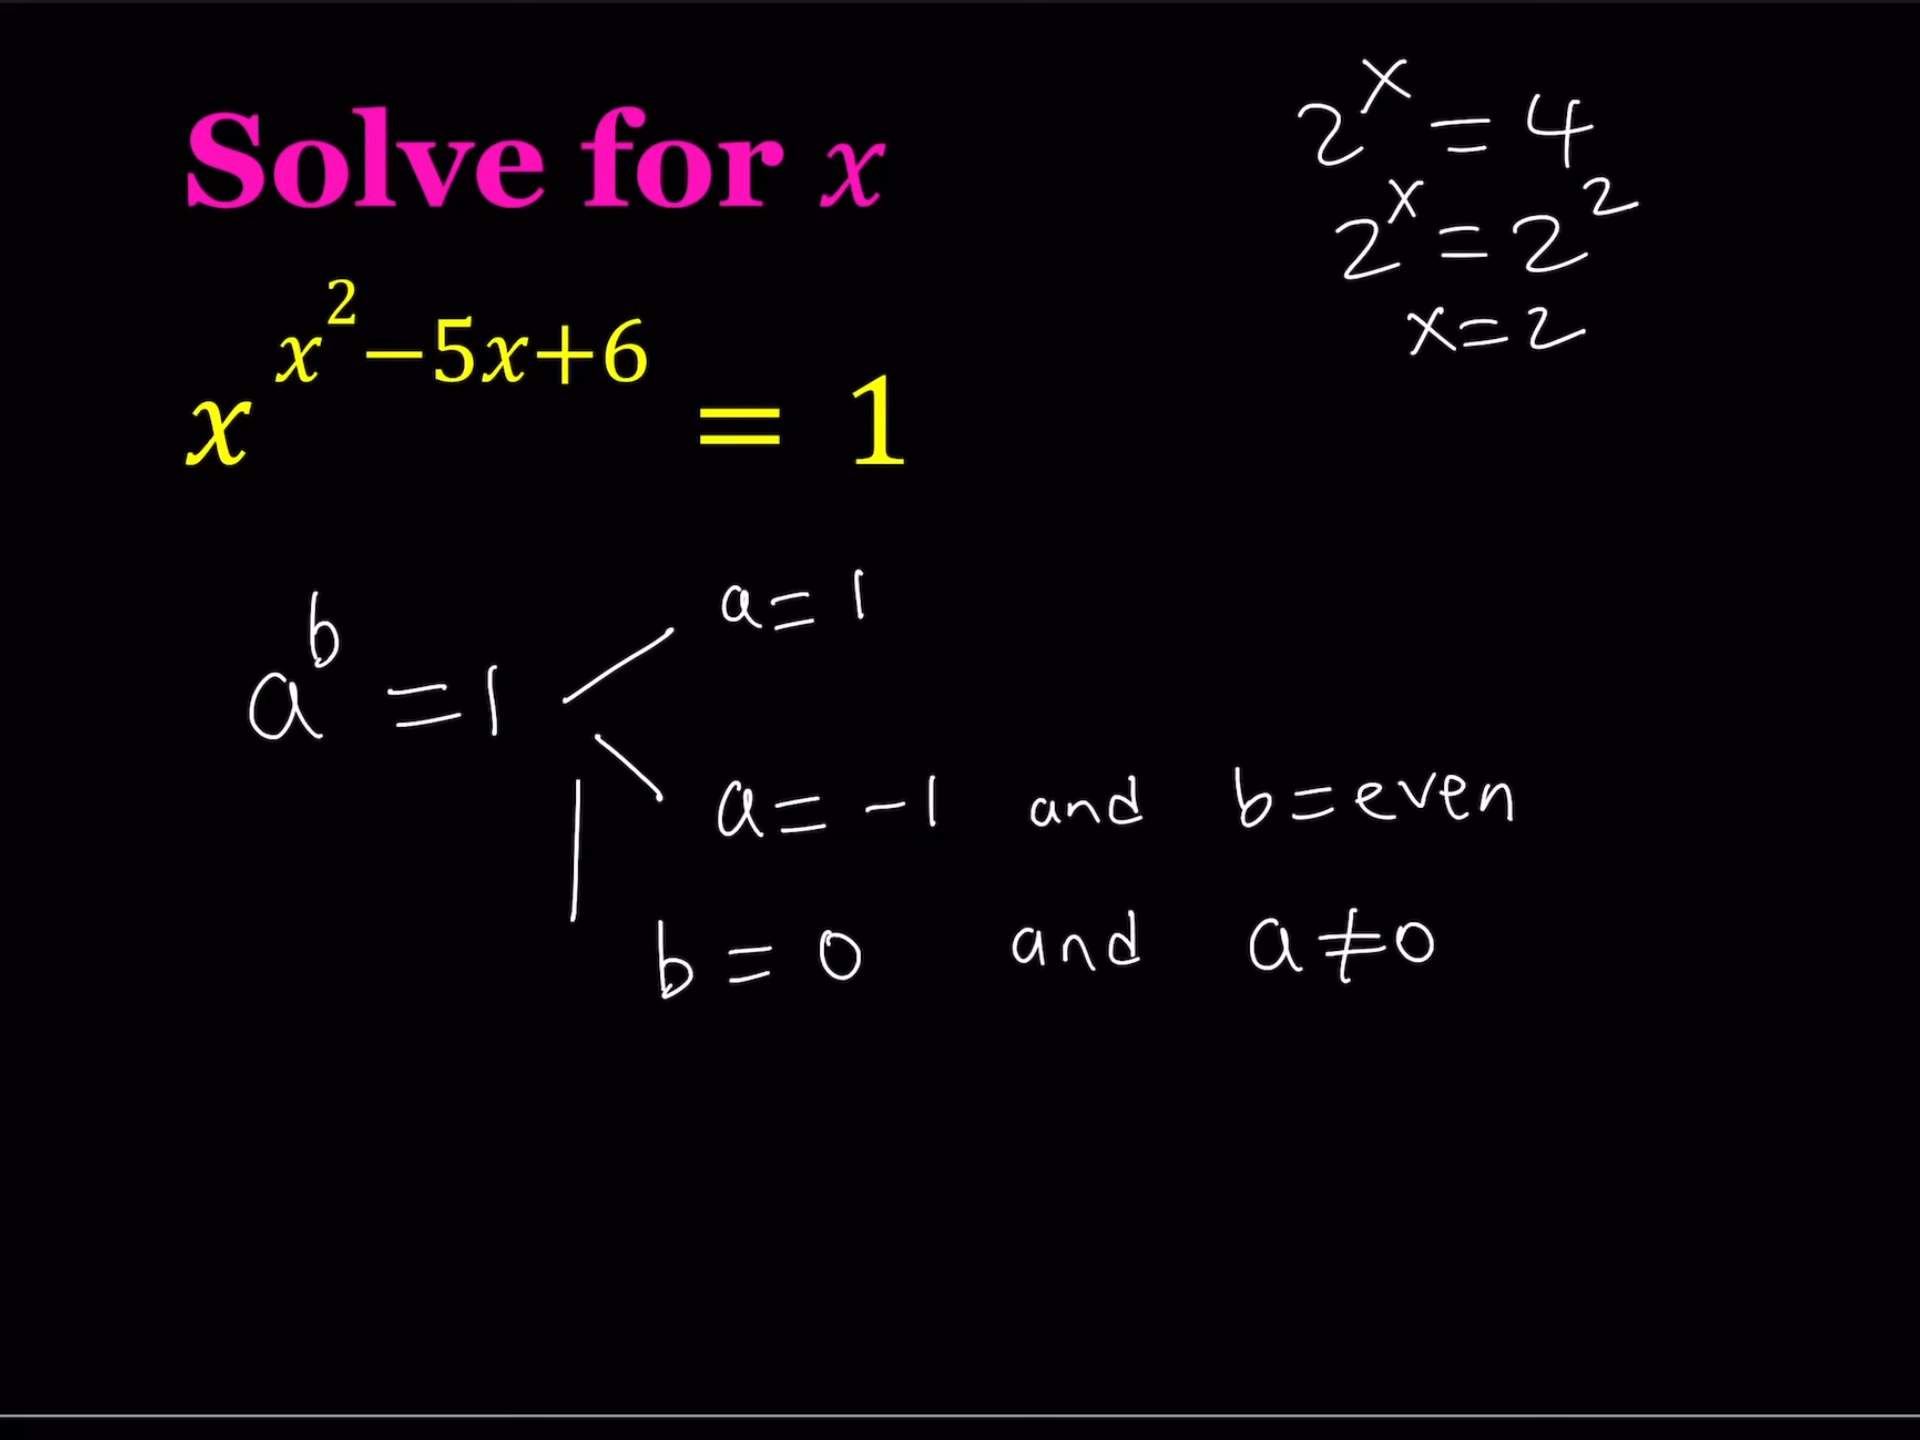 Solve for x
x^{x^2−5x+6} = 1
2^x = 4
2^x = 2^2
x = 2
a^b = 1
a = 1
a = −1 and b = even
b = 0 and a ≠ 0